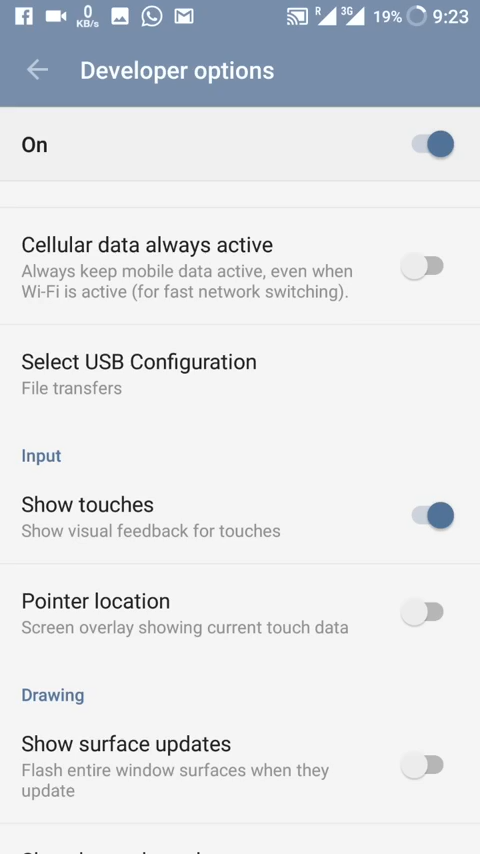 0
KB/s
R
3G
19%
9:23
Developer options
On
Cellular data always active
Always keep mobile data active, even when
Wi-Fi is active (for fast network switching).
Select USB Configuration
File transfers
Input
Show touches
Show visual feedback for touches
Pointer location
Screen overlay showing current touch data
Drawing
Show surface updates
Flash entire window surfaces when they
update